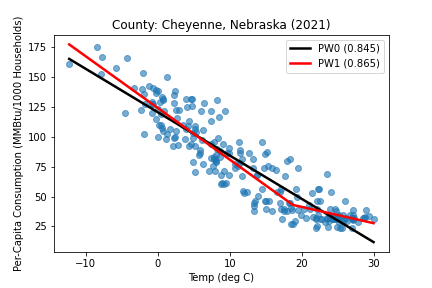 County: Cheyenne, Nebraska (2021)
PW0 (0.845)
PW1 (0.865)
Per-Capita Consumption (MMBtu/1000 Households)
175
150
125
100
75
50
25
−10
0
10
20
30
Temp (deg C)